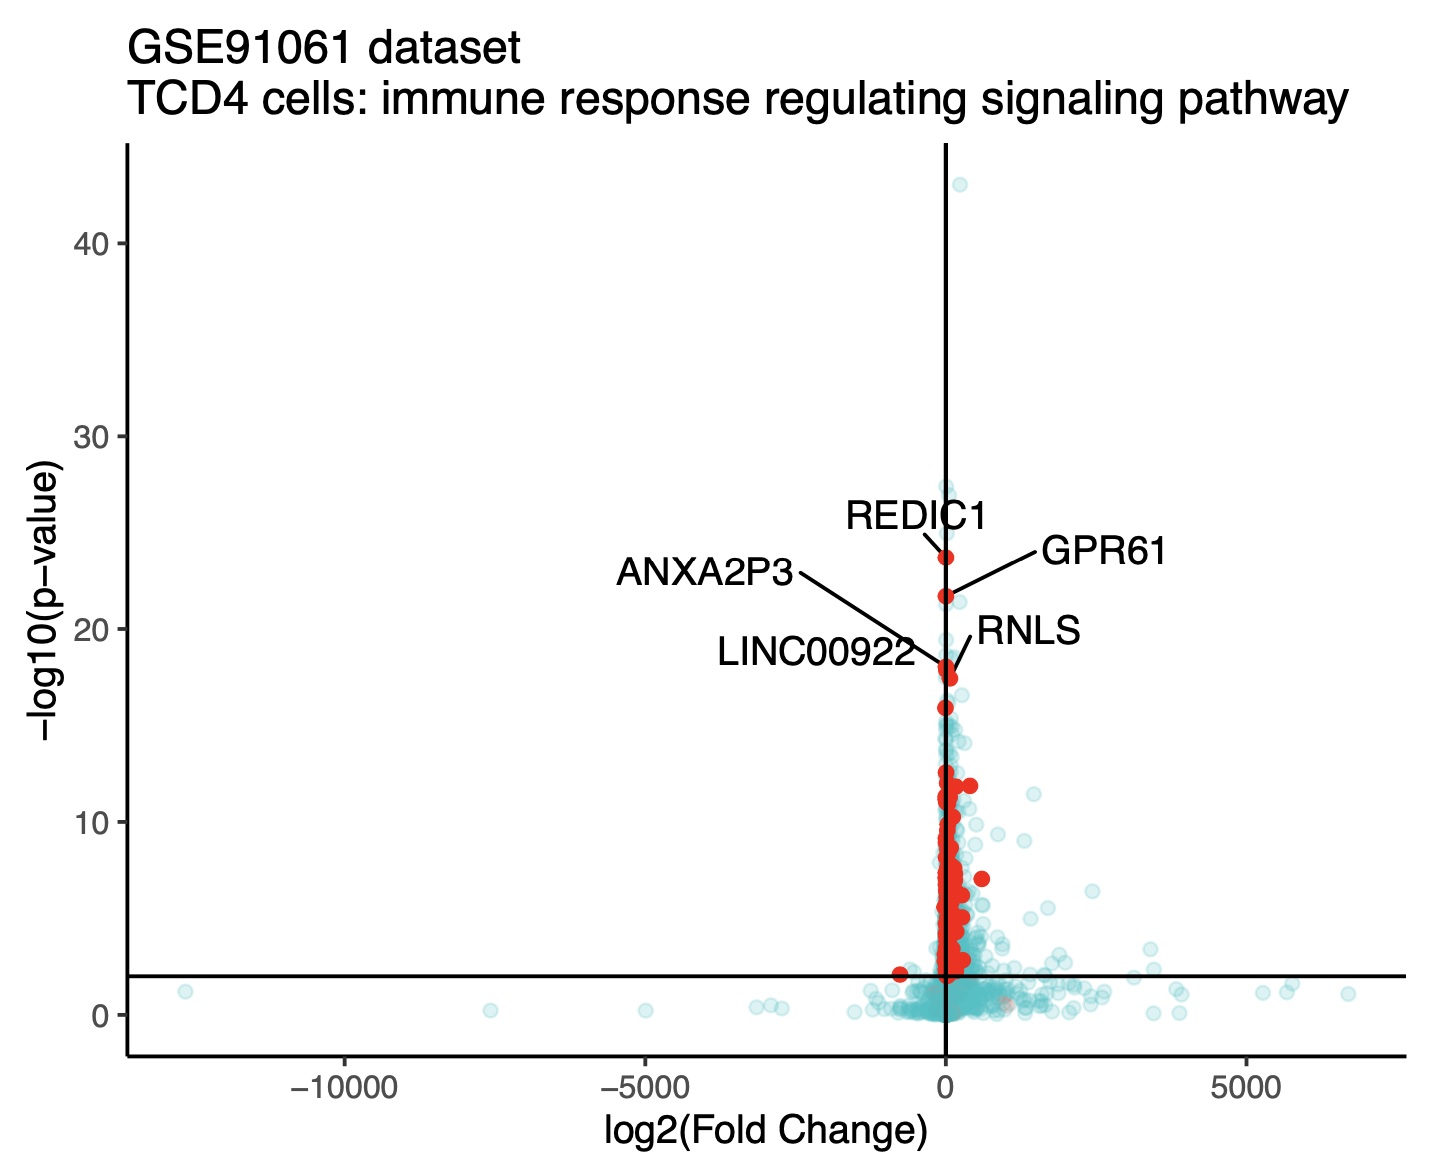 GSE91061 dataset
TCD4 cells: immune response regulating signaling pathway
−log10(p−value)
40
30
20
10
0
REDIC1
GPR61
ANXA2P3
RNLS
LINC00922
−10000
−5000
0
5000
log2(Fold Change)